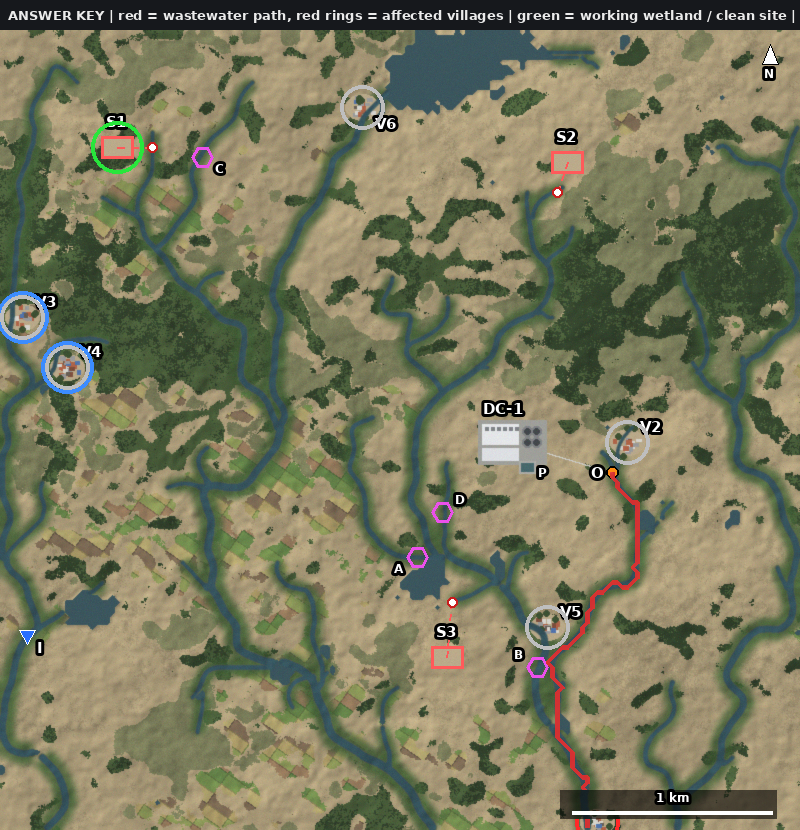 ANSWER KEY | red = wastewater path, red rings = affected villages | green = working wetland / clean site |
N
S1
V6
S2
C
V3
V4
DC-1
V2
P
O
D
A
V5
S3
B
I
1 km